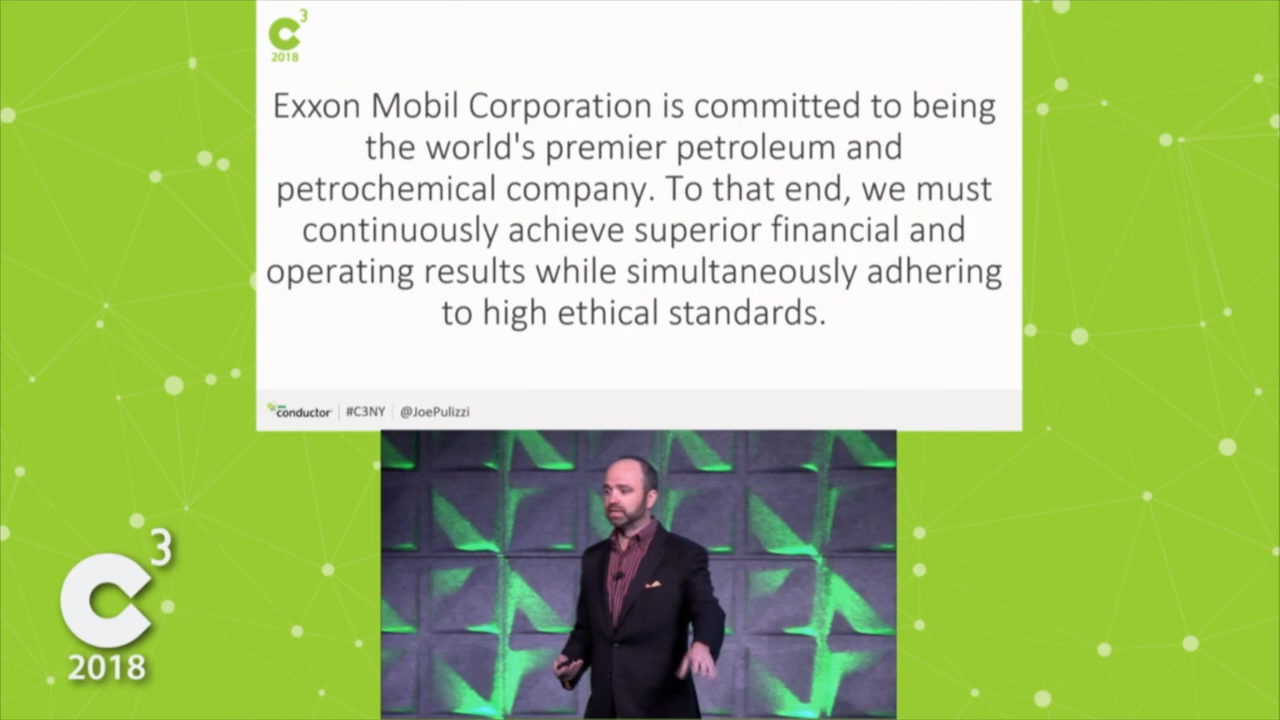 C3
2018
Exxon Mobil Corporation is committed to being
the world's premier petroleum and
petrochemical company. To that end, we must
continuously achieve superior financial and
operating results while simultaneously adhering
to high ethical standards.
conductor #C3NY @JoePulizzi
C3
2018